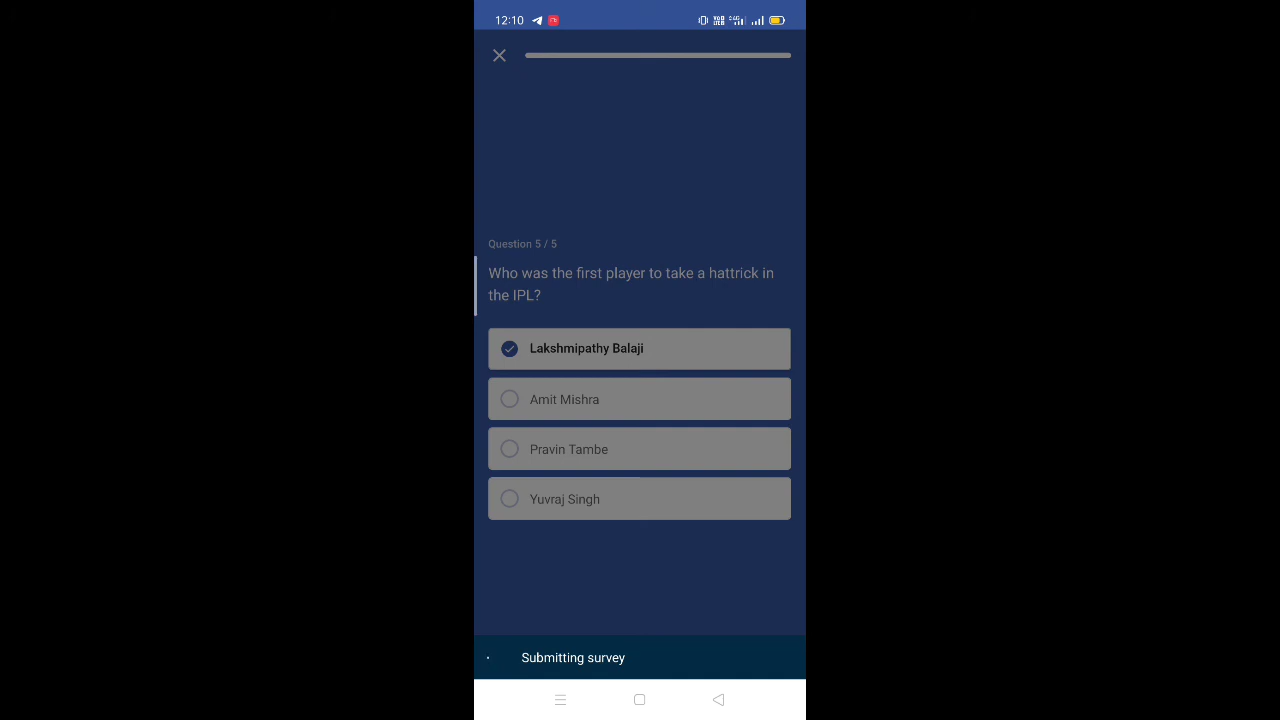 12:10
Question 5 / 5
Who was the first player to take a hattrick in
the IPL?
Lakshmipathy Balaji
Amit Mishra
Pravin Tambe
Yuvraj Singh
Submitting survey